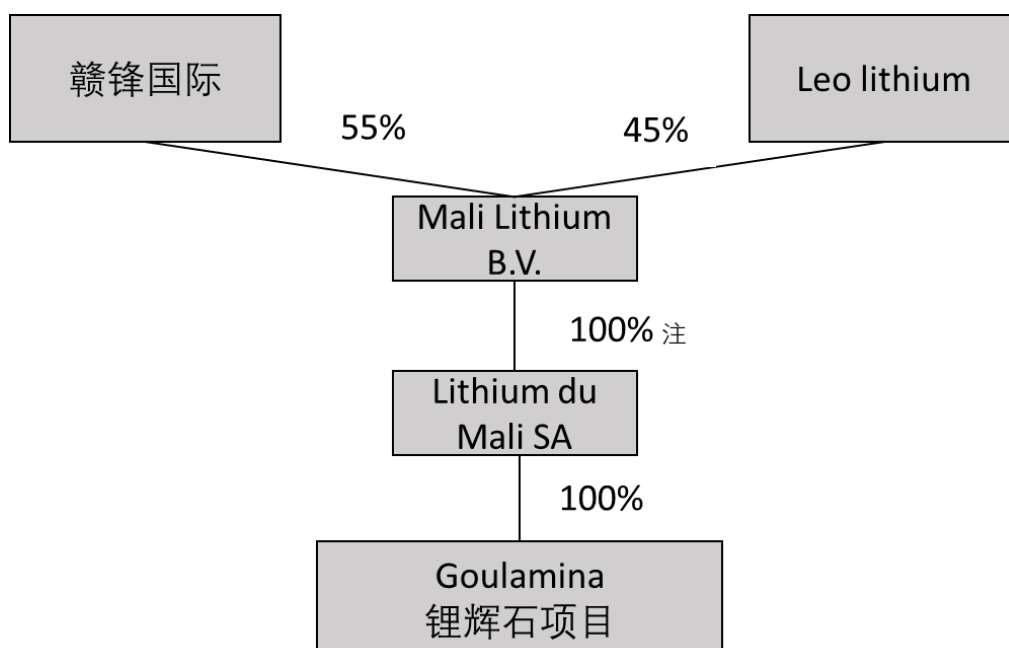 赣锋国际
Leo lithium
55%
45%
Mali Lithium
B.V.
100% 注
Lithium du
Mali SA
100%
Goulamina
锂辉石项目